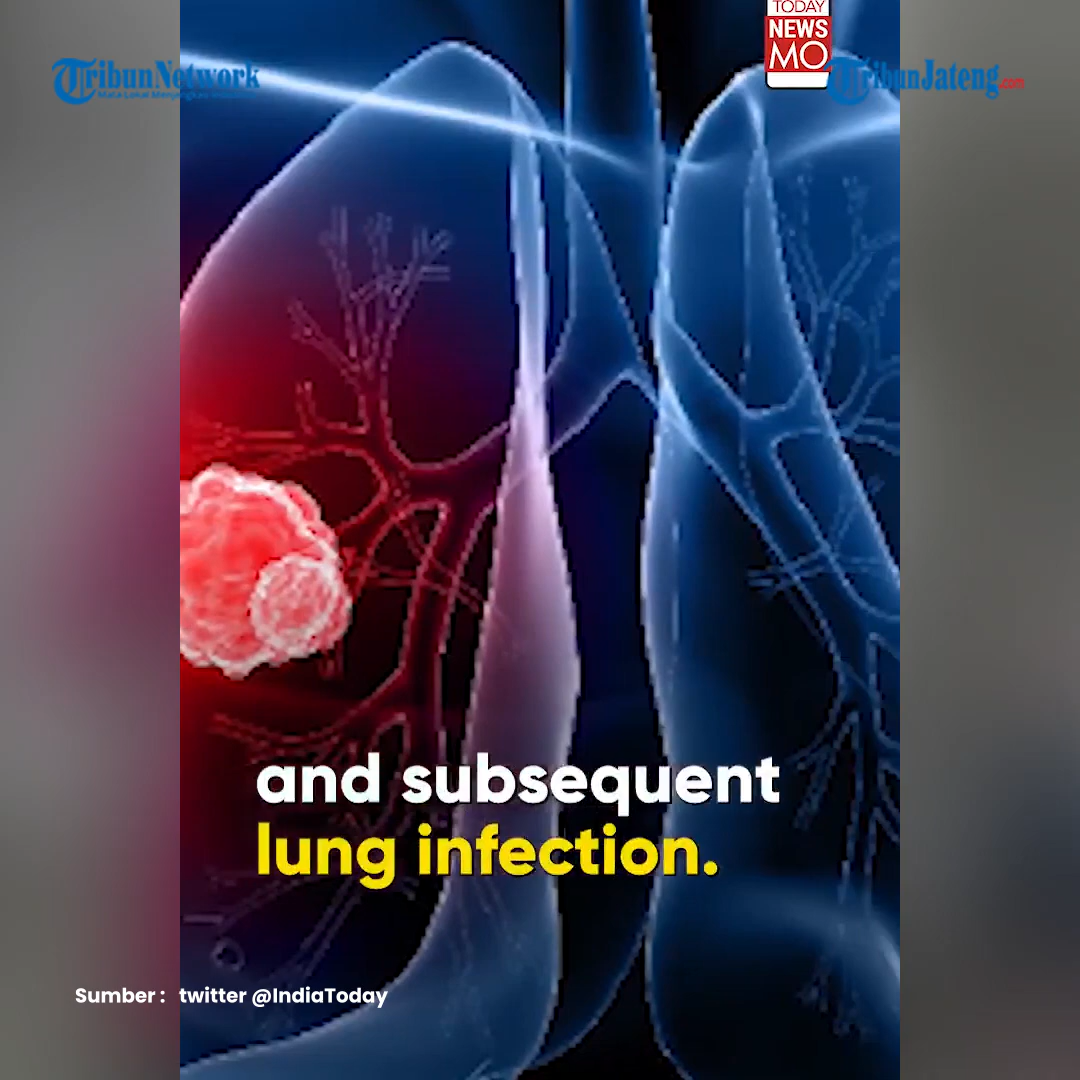 TODAY
NEWS
MO
TribunNetwork
TribunJateng.com
and subsequent
lung infection.
Sumber : twitter @IndiaToday